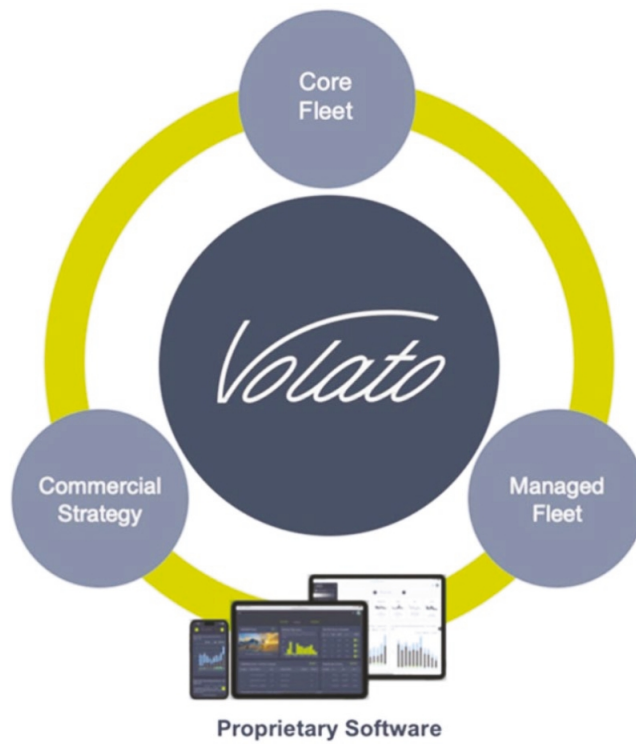 Core
Fleet
Volato
Commercial
Strategy
Managed
Fleet
Proprietary Software